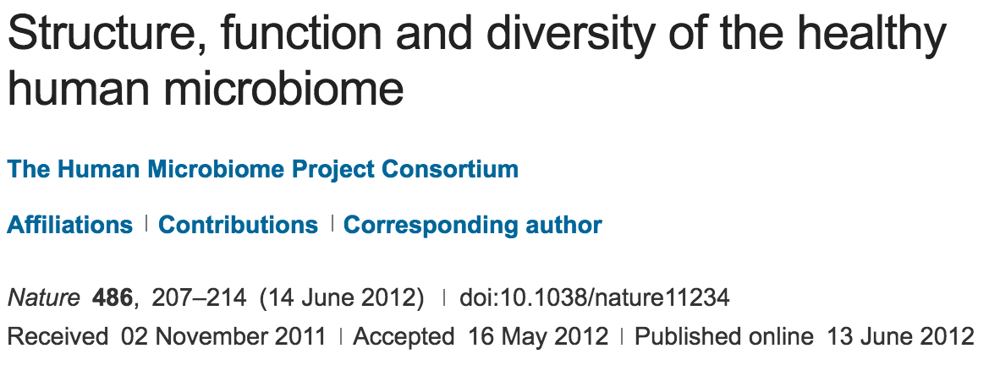 Structure, function and diversity of the healthy
human microbiome
The Human Microbiome Project Consortium
Affiliations | Contributions | Corresponding author
Nature 486, 207–214 (14 June 2012) | doi:10.1038/nature11234
Received 02 November 2011 | Accepted 16 May 2012 | Published online 13 June 2012